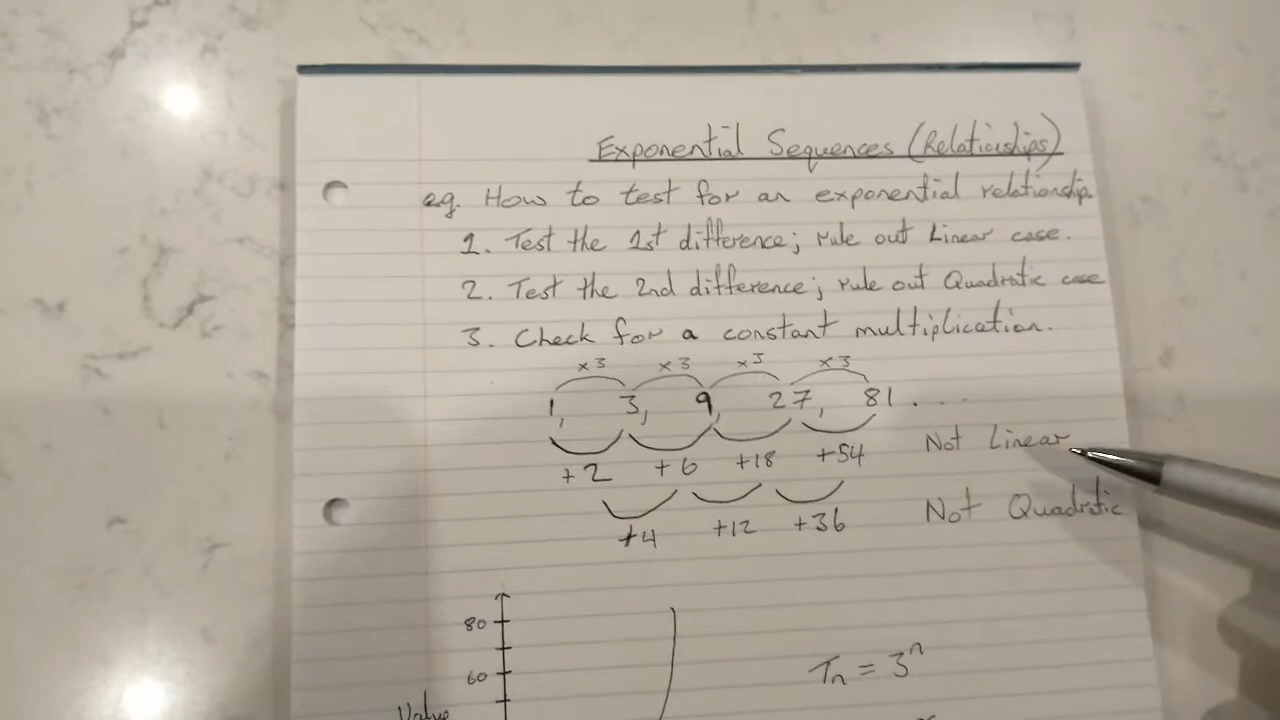 Exponential Sequences (Relationships)
eg. How to test for an exponential relationship.
1. Test the 1st difference; rule out Linear case.
2. Test the 2nd difference; rule out Quadratic case
3. Check for a constant multiplication.
×3 ×3 ×3 ×3
1, 3, 9, 27, 81 . . .
+2 +6 +18 +54 Not Linear
+4 +12 +36 Not Quadratic
80
Tn = 3^n
60
Value